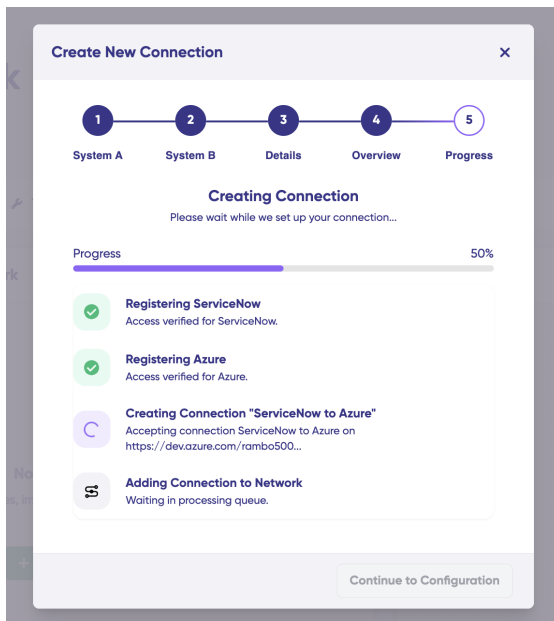 Create New Connection
1 2 3 4 5
System A System B Details Overview Progress
Creating Connection
Please wait while we set up your connection...
Progress 50%
Registering ServiceNow
Access verified for ServiceNow.
Registering Azure
Access verified for Azure.
Creating Connection "ServiceNow to Azure"
Accepting connection ServiceNow to Azure on
https://dev.azure.com/rambo500...
Adding Connection to Network
Waiting in processing queue.
No
Continue to Configuration